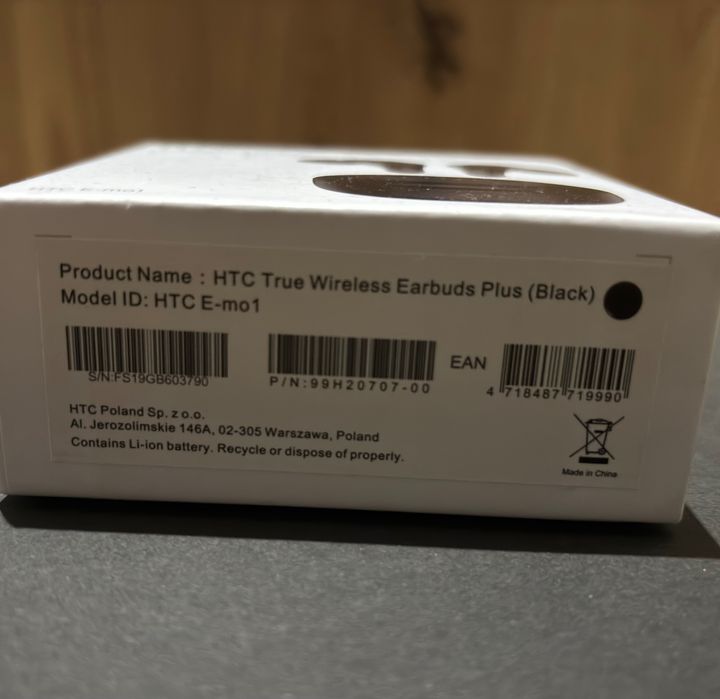 HTC E-mo1
Product Name : HTC True Wireless Earbuds Plus (Black)
Model ID: HTC E-mo1
S/N:FS19GB603790
P/N:99H20707-00
EAN
4 718487 719990
HTC Poland Sp. z o.o.
Al. Jerozolimskie 146A, 02-305 Warszawa, Poland
Contains Li-ion battery. Recycle or dispose of properly.
Made in China